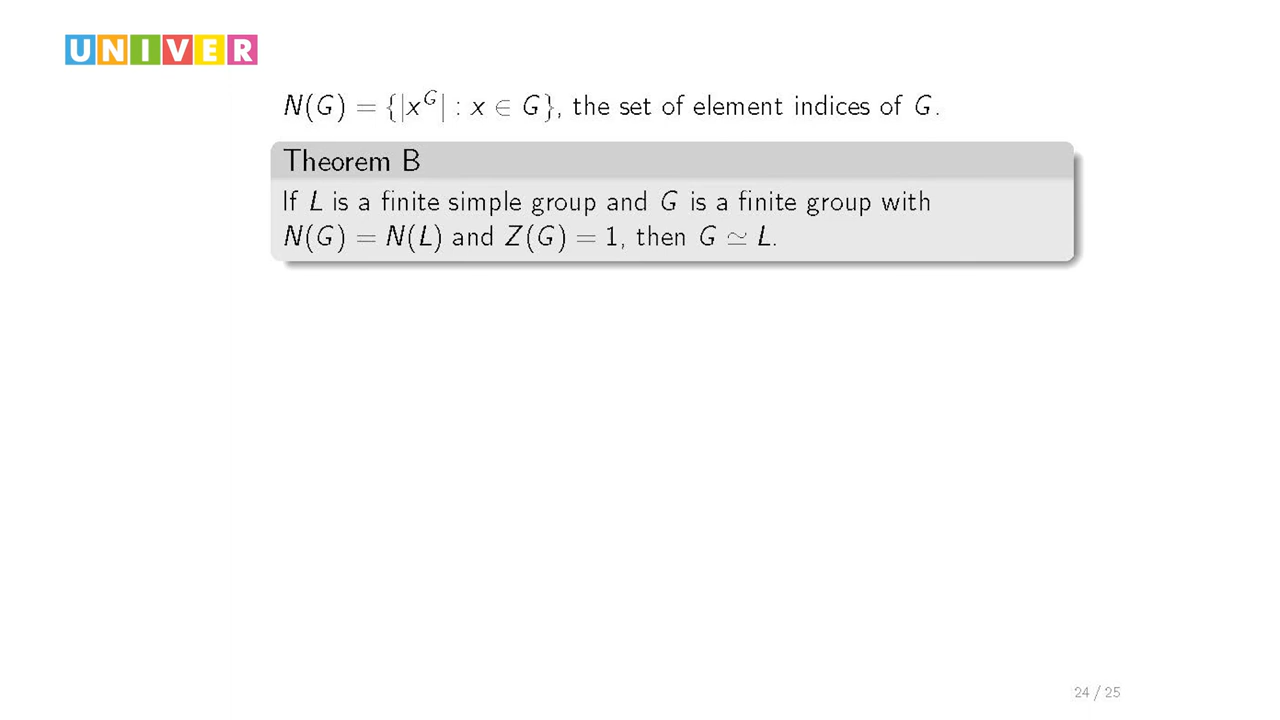 UNIVER
N(G) = {|x^G| : x ∈ G}, the set of element indices of G.
Theorem B
If L is a finite simple group and G is a finite group with
N(G) = N(L) and Z(G) = 1, then G ≃ L.
24 / 25